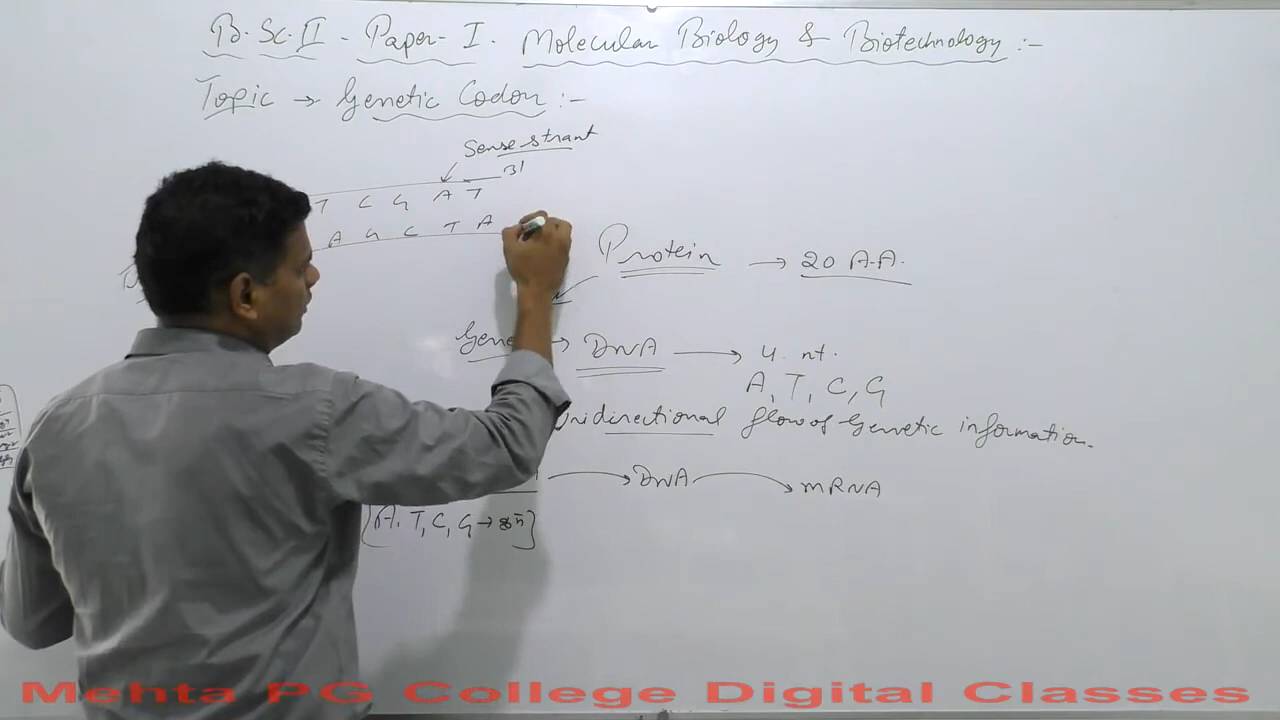 B.Sc.II - Paper-I. Molecular Biology & Biotechnology :-
Topic → Genetic Codon :-
Sense strant
3'
T C G A T
A G C T A
Protein → 20 A.A.
Gene → DNA → 4. nt.
A, T, C, G
Unidirectional flow of Genetic information.
→ DNA → mRNA
[A, T, C, G →
Mehta PG College Digital Classes